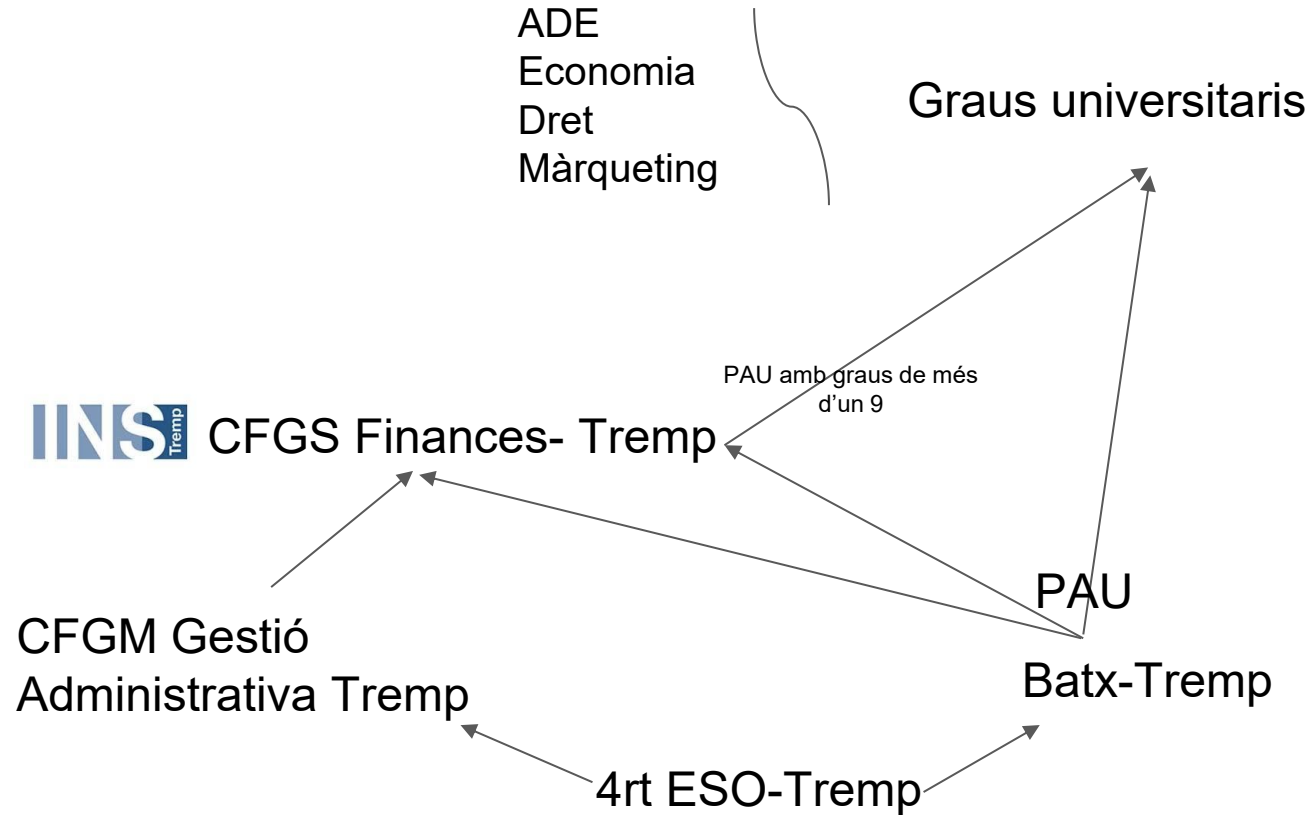 ADE
Economia
Dret
Màrqueting
Graus universitaris
PAU amb graus de més
d’un 9
IINS Tremp
CFGS Finances- Tremp
PAU
CFGM Gestió
Administrativa Tremp
Batx-Tremp
4rt ESO-Tremp